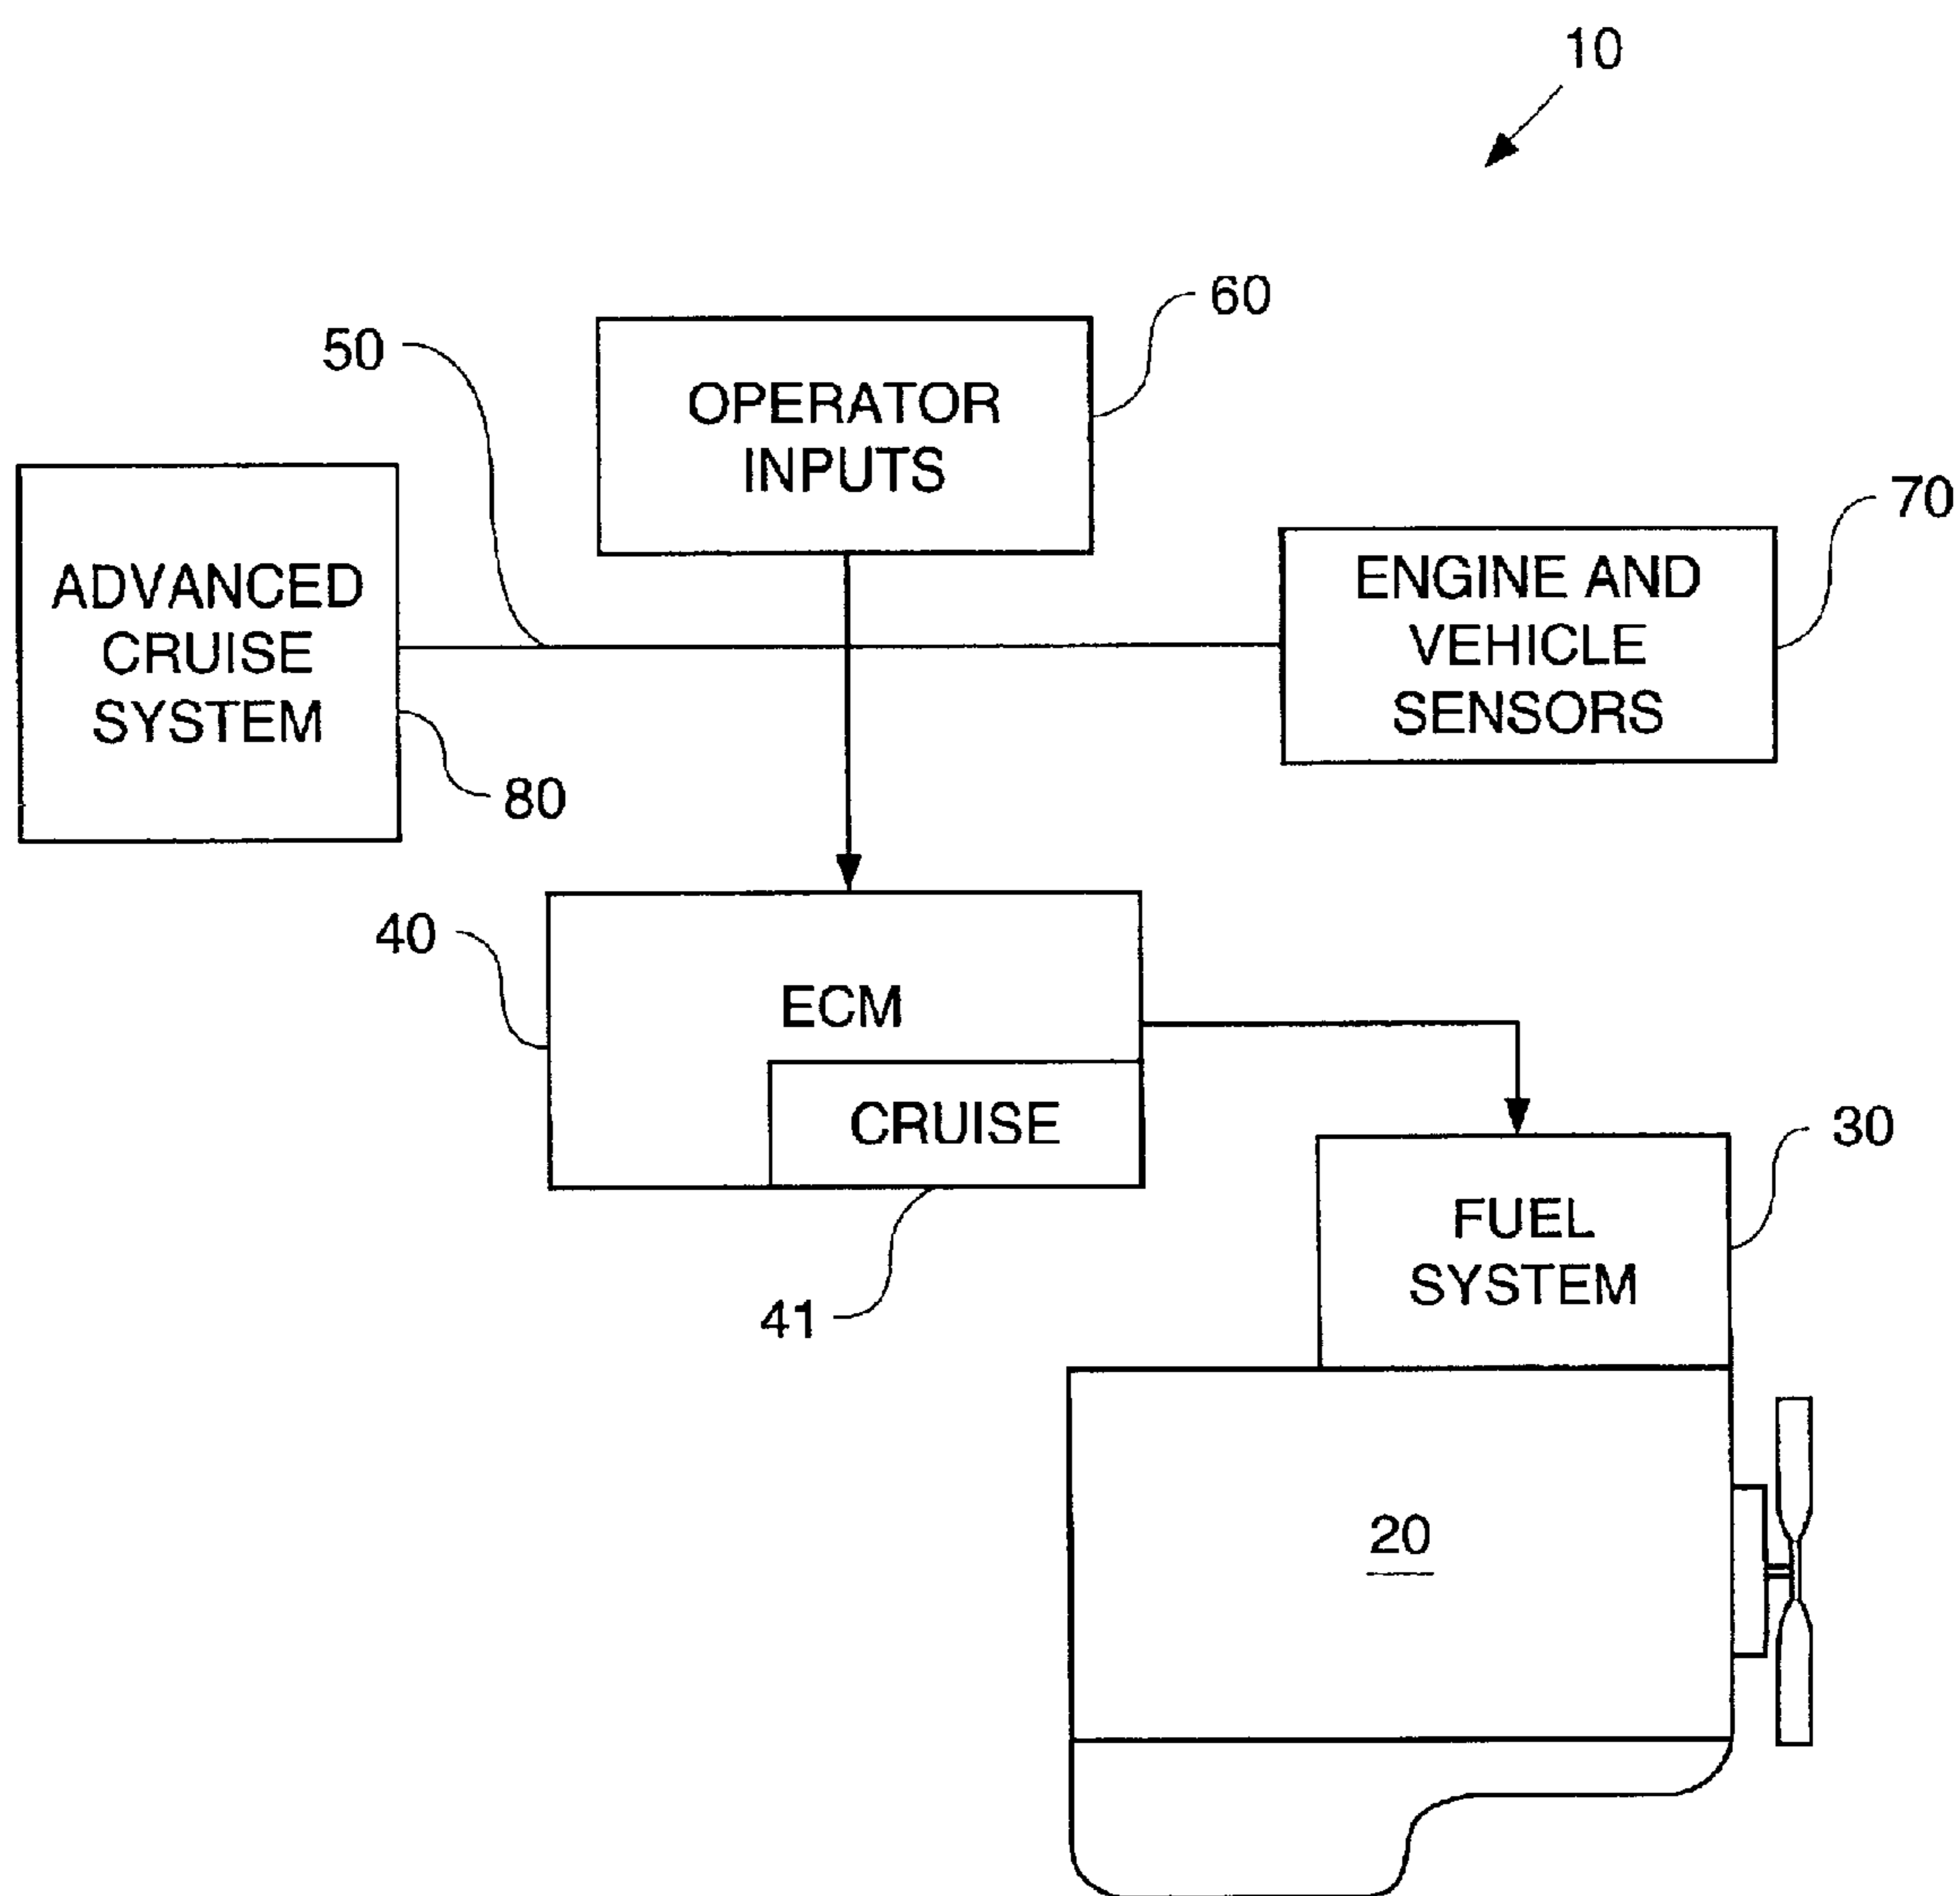 10
60
50
OPERATOR
INPUTS
70
ADVANCED
CRUISE
SYSTEM
ENGINE AND
VEHICLE
SENSORS
80
40
ECM
CRUISE
30
FUEL
SYSTEM
41
20